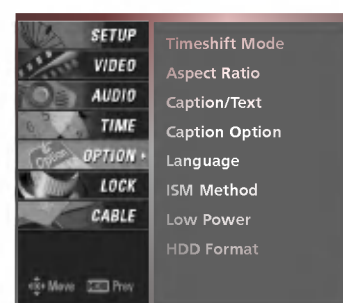 SETUP
VIDEO
AUDIO
TIME
OPTION
LOCK
CABLE
Move Prev
Timeshift Mode
Aspect Ratio
Caption/Text
Caption Option
Language
ISM Method
Low Power
HDD Format